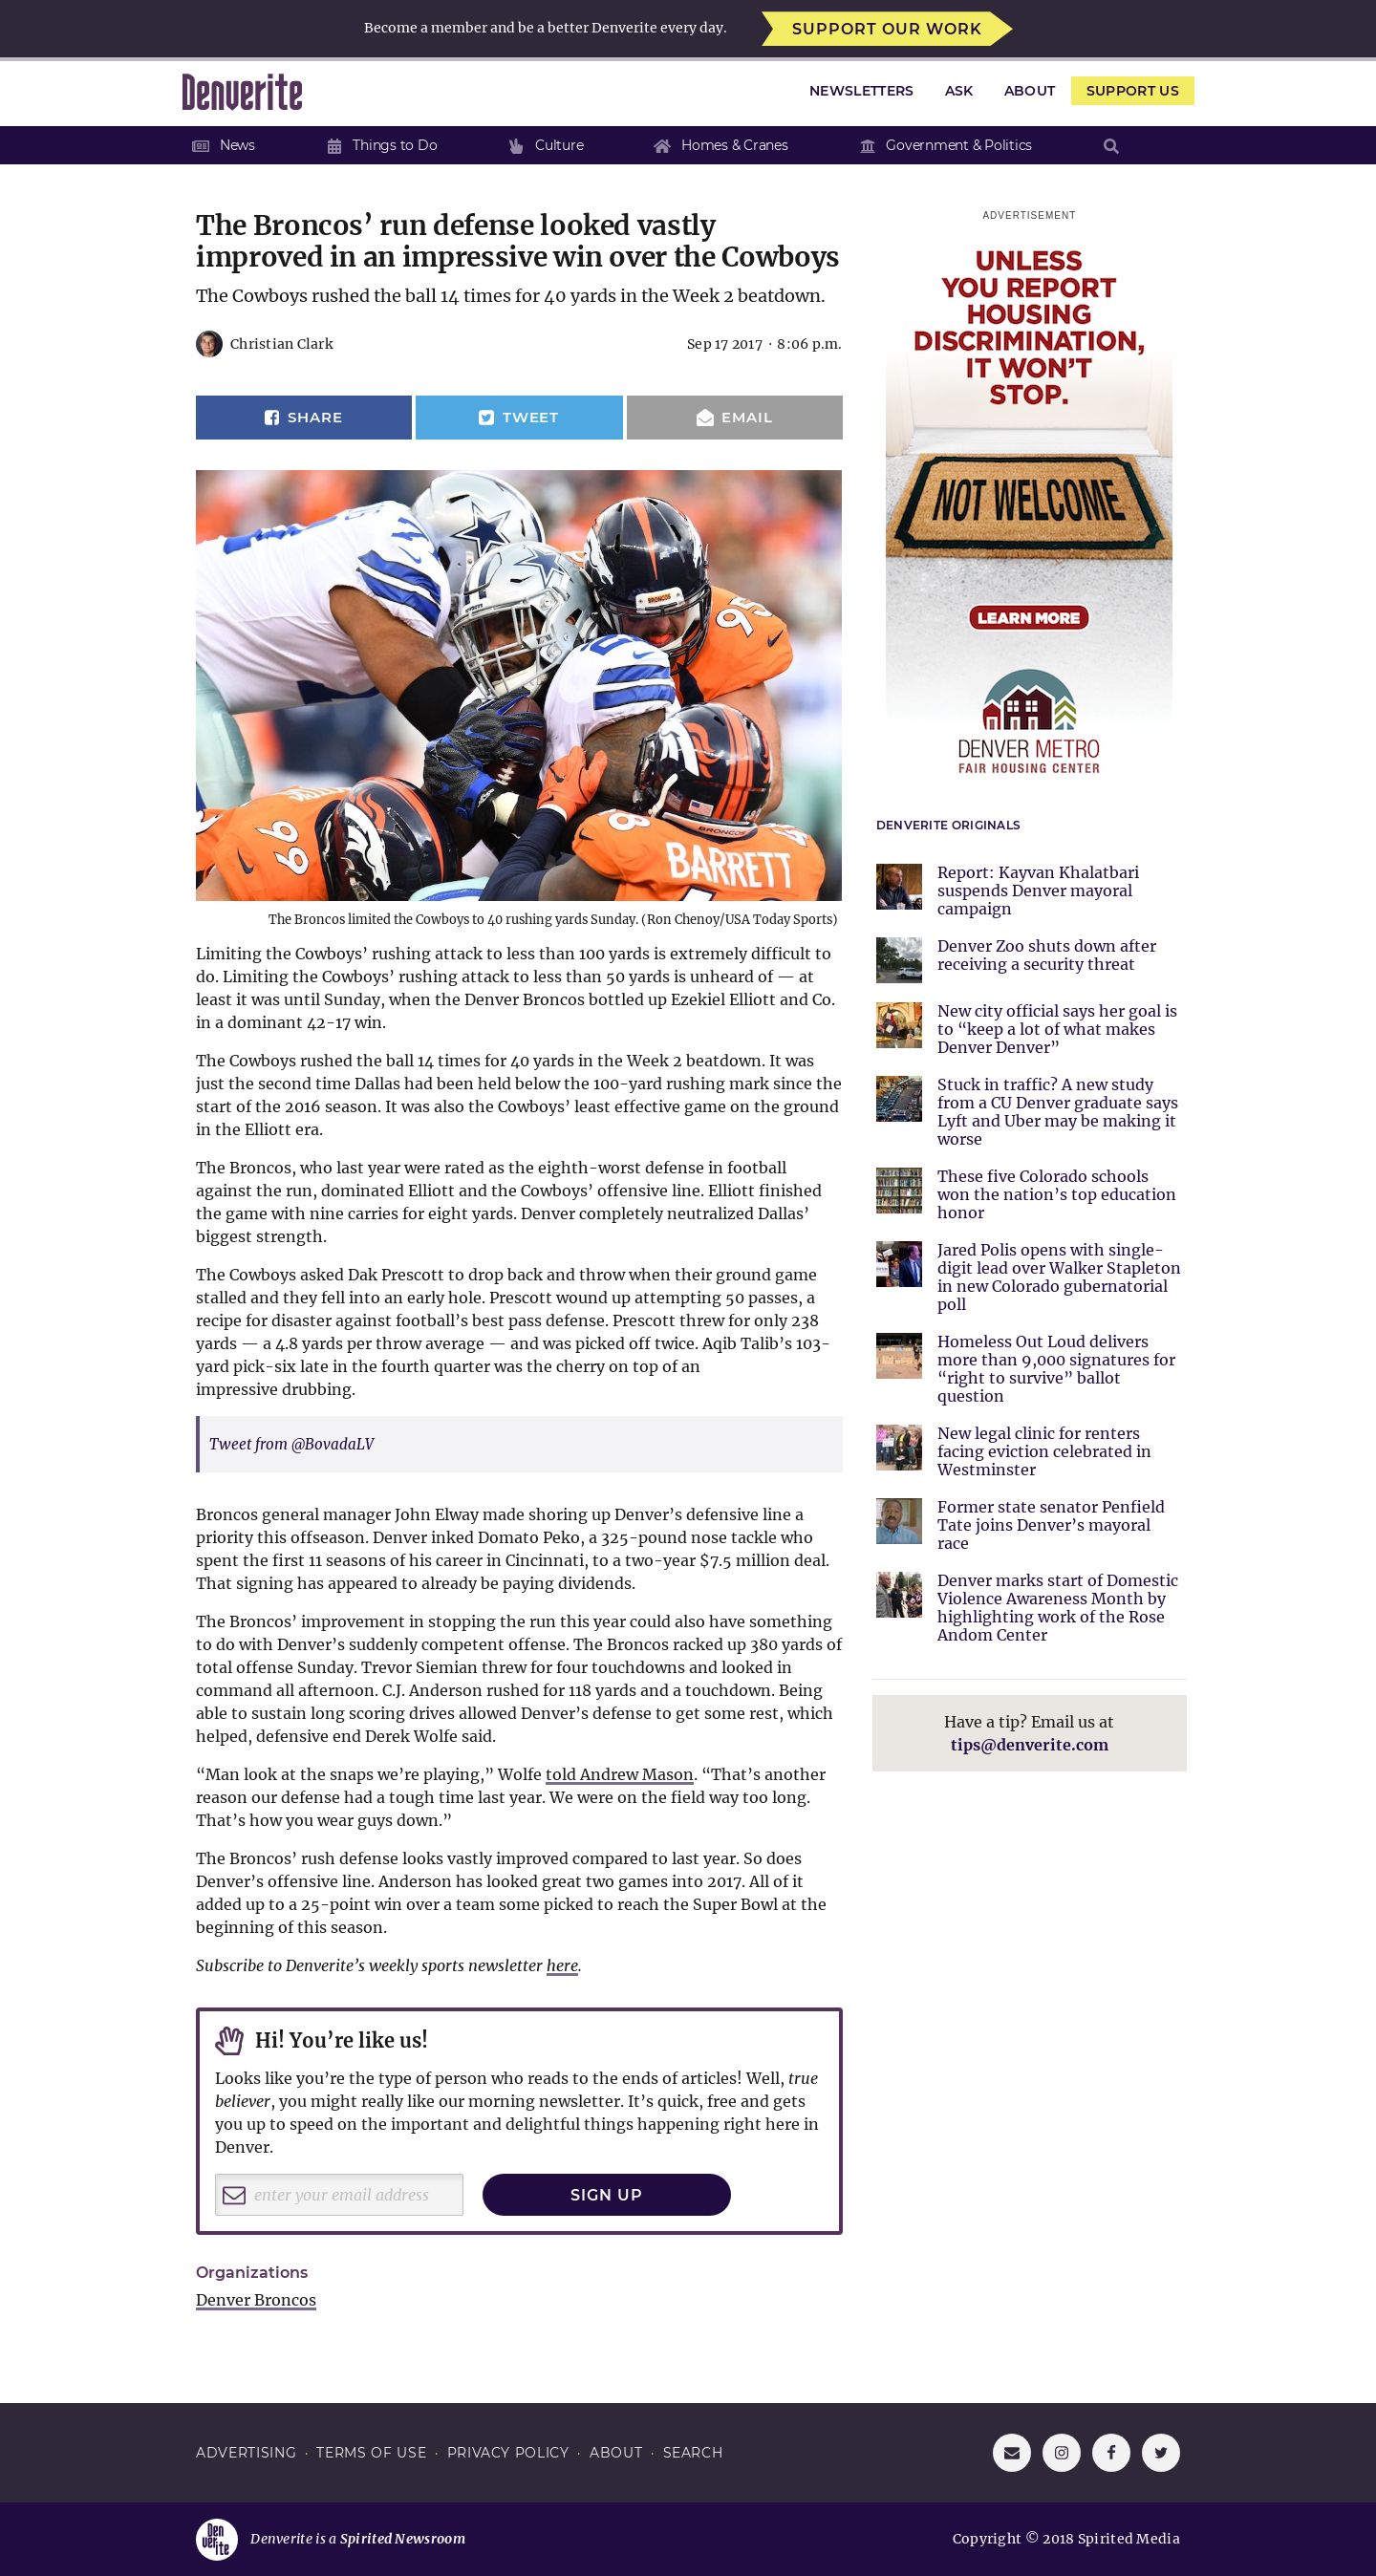 Become a member and be a better Denverite every day.
SUPPORT OUR WORK
Denverite
NEWSLETTERS
ASK
ABOUT
SUPPORT US
News
Things to Do
Culture
Homes & Cranes
Government & Politics
The Broncos’ run defense looked vastly
improved in an impressive win over the Cowboys
The Cowboys rushed the ball 14 times for 40 yards in the Week 2 beatdown.
Christian Clark
Sep 17 2017 · 8:06 p.m.
SHARE
TWEET
EMAIL
BRONCOS
95
66
BRONCOS
48
BARRETT
The Broncos limited the Cowboys to 40 rushing yards Sunday. (Ron Chenoy/USA Today Sports)
Limiting the Cowboys’ rushing attack to less than 100 yards is extremely difficult to
do. Limiting the Cowboys’ rushing attack to less than 50 yards is unheard of — at
least it was until Sunday, when the Denver Broncos bottled up Ezekiel Elliott and Co.
in a dominant 42-17 win.
The Cowboys rushed the ball 14 times for 40 yards in the Week 2 beatdown. It was
just the second time Dallas had been held below the 100-yard rushing mark since the
start of the 2016 season. It was also the Cowboys’ least effective game on the ground
in the Elliott era.
The Broncos, who last year were rated as the eighth-worst defense in football
against the run, dominated Elliott and the Cowboys’ offensive line. Elliott finished
the game with nine carries for eight yards. Denver completely neutralized Dallas’
biggest strength.
The Cowboys asked Dak Prescott to drop back and throw when their ground game
stalled and they fell into an early hole. Prescott wound up attempting 50 passes, a
recipe for disaster against football’s best pass defense. Prescott threw for only 238
yards — a 4.8 yards per throw average — and was picked off twice. Aqib Talib’s 103-
yard pick-six late in the fourth quarter was the cherry on top of an
impressive drubbing.
Tweet from @BovadaLV
Broncos general manager John Elway made shoring up Denver’s defensive line a
priority this offseason. Denver inked Domato Peko, a 325-pound nose tackle who
spent the first 11 seasons of his career in Cincinnati, to a two-year $7.5 million deal.
That signing has appeared to already be paying dividends.
The Broncos’ improvement in stopping the run this year could also have something
to do with Denver’s suddenly competent offense. The Broncos racked up 380 yards of
total offense Sunday. Trevor Siemian threw for four touchdowns and looked in
command all afternoon. C.J. Anderson rushed for 118 yards and a touchdown. Being
able to sustain long scoring drives allowed Denver’s defense to get some rest, which
helped, defensive end Derek Wolfe said.
“Man look at the snaps we’re playing,” Wolfe told Andrew Mason. “That’s another
reason our defense had a tough time last year. We were on the field way too long.
That’s how you wear guys down.”
The Broncos’ rush defense looks vastly improved compared to last year. So does
Denver’s offensive line. Anderson has looked great two games into 2017. All of it
added up to a 25-point win over a team some picked to reach the Super Bowl at the
beginning of this season.
Subscribe to Denverite’s weekly sports newsletter here.
Hi! You’re like us!
Looks like you’re the type of person who reads to the ends of articles! Well, true
believer, you might really like our morning newsletter. It’s quick, free and gets
you up to speed on the important and delightful things happening right here in
Denver.
enter your email address
SIGN UP
Organizations
Denver Broncos
ADVERTISEMENT
UNLESS
YOU REPORT
HOUSING
DISCRIMINATION,
IT WON’T
STOP.
NOT WELCOME
LEARN MORE
DENVER METRO
FAIR HOUSING CENTER
DENVERITE ORIGINALS
Report: Kayvan Khalatbari
suspends Denver mayoral
campaign
Denver Zoo shuts down after
receiving a security threat
New city official says her goal is
to “keep a lot of what makes
Denver Denver”
Stuck in traffic? A new study
from a CU Denver graduate says
Lyft and Uber may be making it
worse
These five Colorado schools
won the nation’s top education
honor
Jared Polis opens with single-
digit lead over Walker Stapleton
in new Colorado gubernatorial
poll
Homeless Out Loud delivers
more than 9,000 signatures for
“right to survive” ballot
question
New legal clinic for renters
facing eviction celebrated in
Westminster
Former state senator Penfield
Tate joins Denver’s mayoral
race
Denver marks start of Domestic
Violence Awareness Month by
highlighting work of the Rose
Andom Center
Have a tip? Email us at
tips@denverite.com
ADVERTISING · TERMS OF USE · PRIVACY POLICY · ABOUT · SEARCH
Den
ver
ite
Denverite is a Spirited Newsroom
Copyright © 2018 Spirited Media